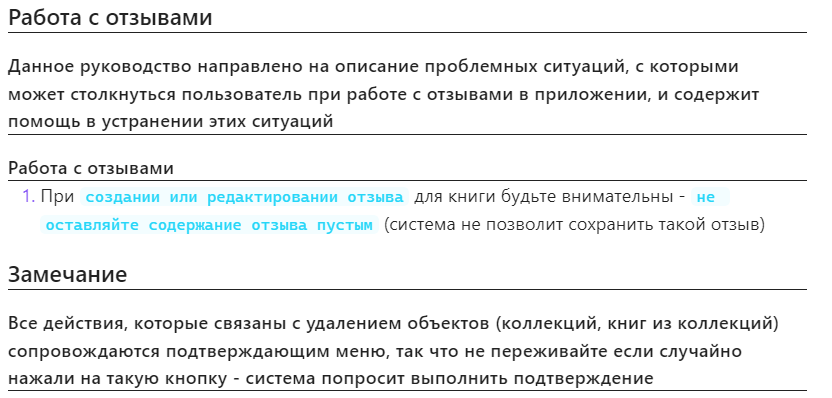 Работа с отзывами
Данное руководство направлено на описание проблемных ситуаций, с которыми
может столкнуться пользователь при работе с отзывами в приложении, и содержит
помощь в устранении этих ситуаций
Работа с отзывами
1. При создании или редактировании отзыва для книги будьте внимательны - не
оставляйте содержание отзыва пустым (система не позволит сохранить такой отзыв)
Замечание
Все действия, которые связаны с удалением объектов (коллекций, книг из коллекций)
сопровождаются подтверждающим меню, так что не переживайте если случайно
нажали на такую кнопку - система попросит выполнить подтверждение